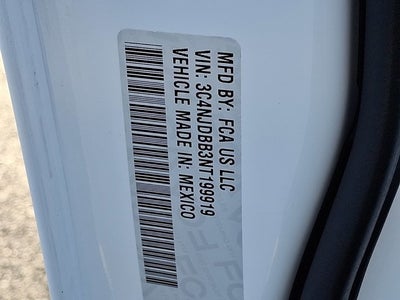 MFD BY: FCA US LLC
VIN: 3C4NJDBB3NT199919
VEHICLE MADE IN: MEXICO